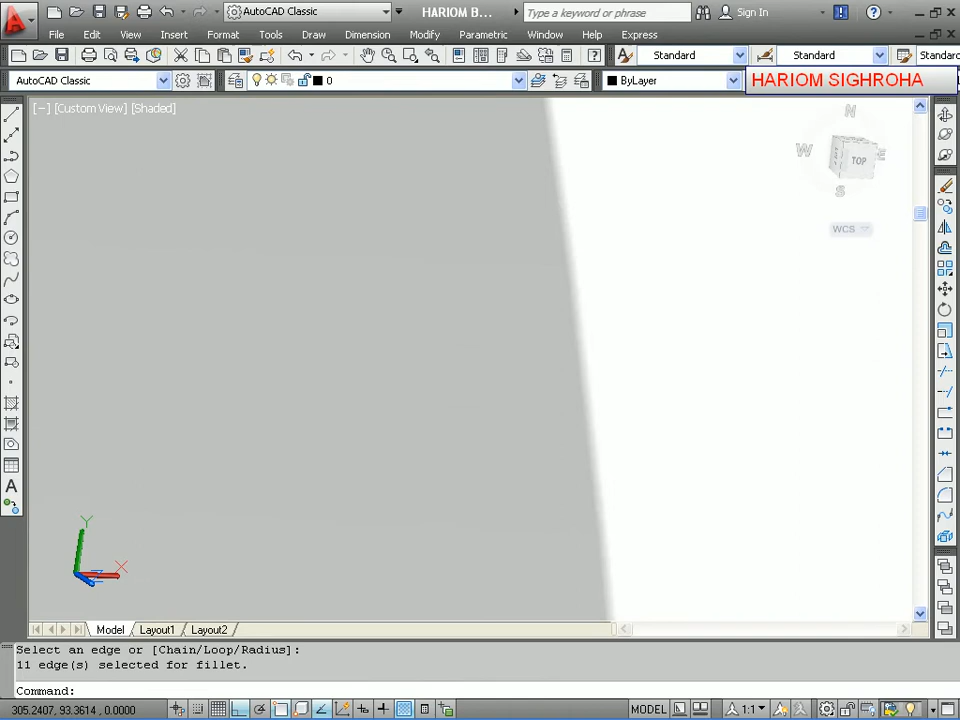 AutoCAD Classic
HARIOM B...
Type a keyword or phrase
Sign In
File Edit View Insert Format Tools Draw Dimension Modify Parametric Window Help Express
Standard Standard Standard
AutoCAD Classic 0 ByLayer HARIOM SIGHROHA
[−] [Custom View] [Shaded]
N
W TOP E
S
WCS
Y
X
Z
Model Layout1 Layout2
Select an edge or [Chain/Loop/Radius]:
11 edge(s) selected for fillet.
Command:
305.2407, 93.3614 , 0.0000 MODEL 1:1